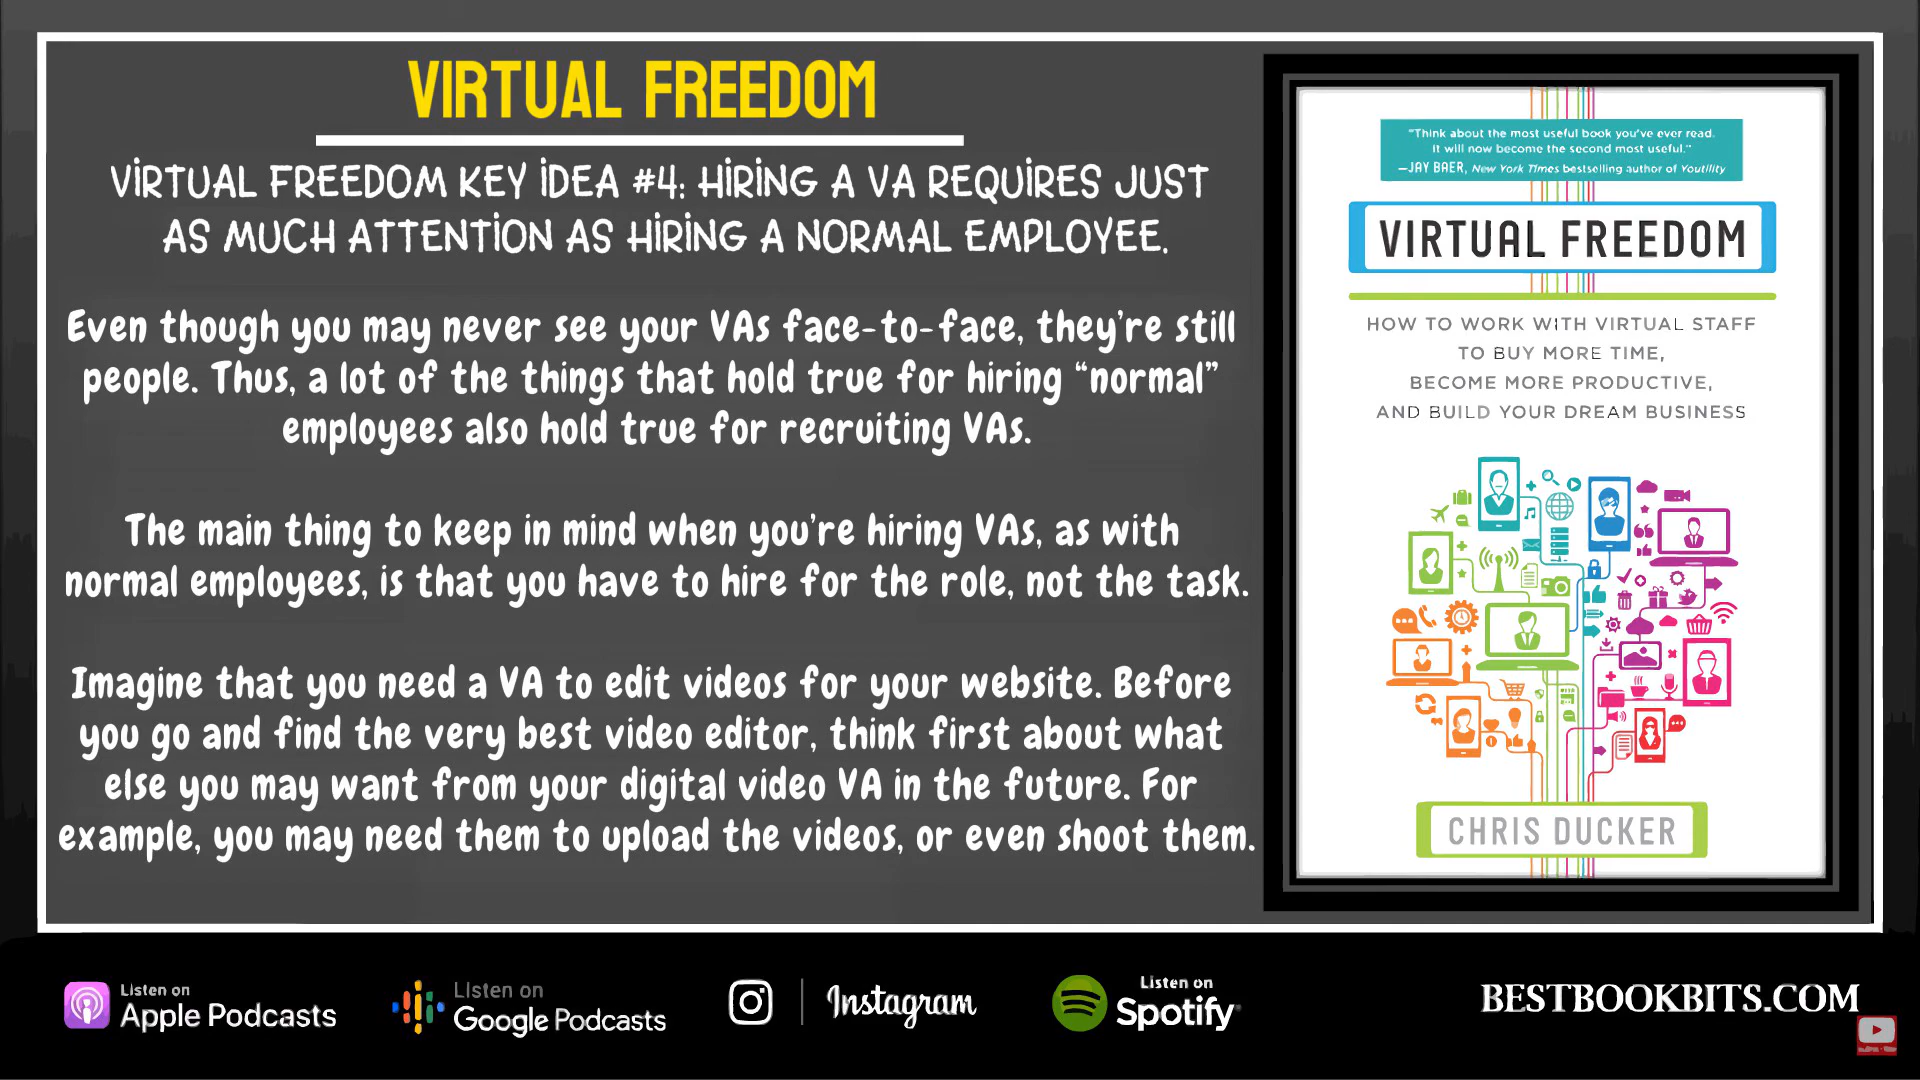 VIRTUAL FREEDOM
VIRTUAL FREEDOM KEY IDEA #4: HIRING A VA REQUIRES JUST
AS MUCH ATTENTION AS HIRING A NORMAL EMPLOYEE.
Even though you may never see your VAs face-to-face, they're still
people. Thus, a lot of the things that hold true for hiring “normal”
employees also hold true for recruiting VAs.
The main thing to keep in mind when you're hiring VAs, as with
normal employees, is that you have to hire for the role, not the task.
Imagine that you need a VA to edit videos for your website. Before
you go and find the very best video editor, think first about what
else you may want from your digital video VA in the future. For
example, you may need them to upload the videos, or even shoot them.
"Think about the most useful book you've ever read.
It will now become the second most useful."
—JAY BAER, New York Times bestselling author of Youtility
VIRTUAL FREEDOM
HOW TO WORK WITH VIRTUAL STAFF
TO BUY MORE TIME,
BECOME MORE PRODUCTIVE,
AND BUILD YOUR DREAM BUSINESS
CHRIS DUCKER
Listen on
Apple Podcasts
Listen on
Google Podcasts
Instagram
Listen on
Spotify
BESTBOOKBITS.COM